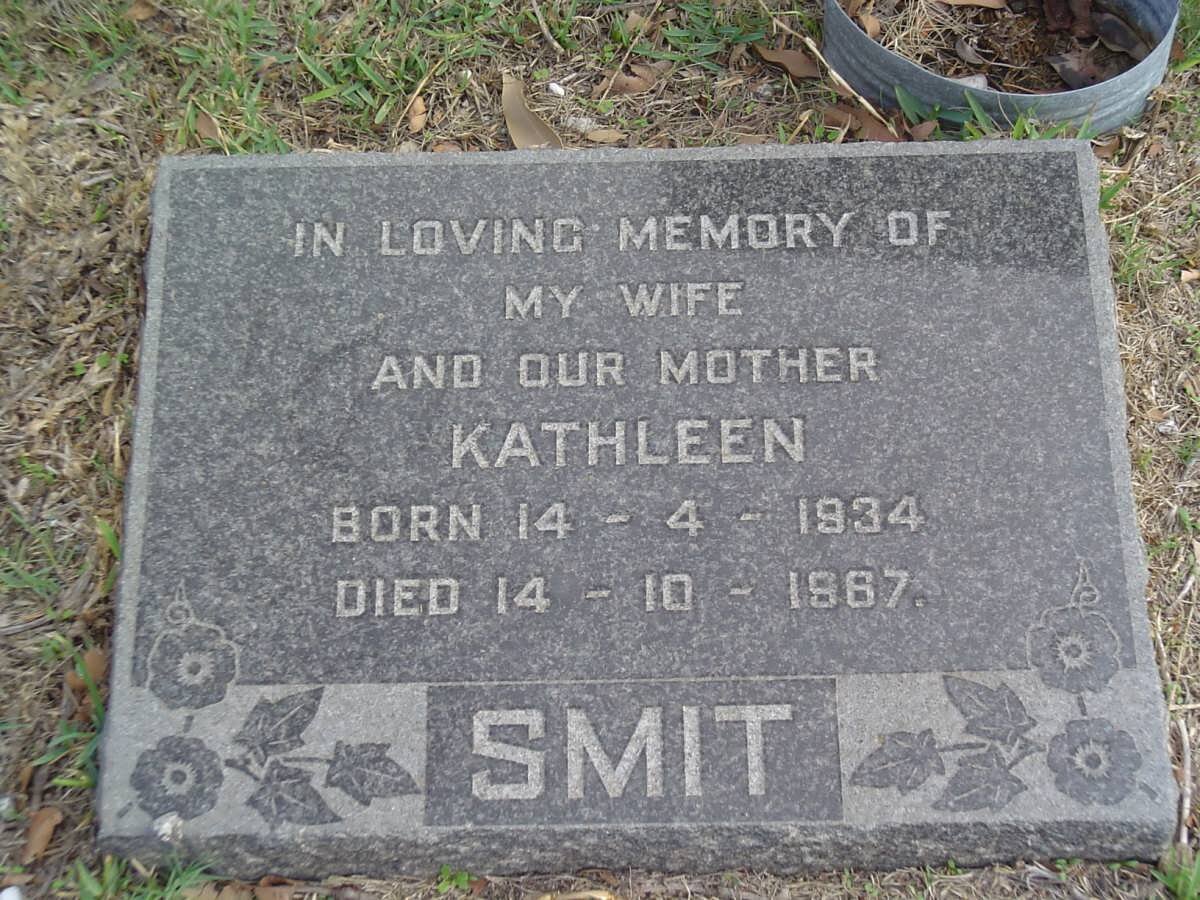 IN LOVING MEMORY OF
MY WIFE
AND OUR MOTHER
KATHLEEN
BORN 14 - 4 - 1934
DIED 14 - 10 - 1967.
SMIT